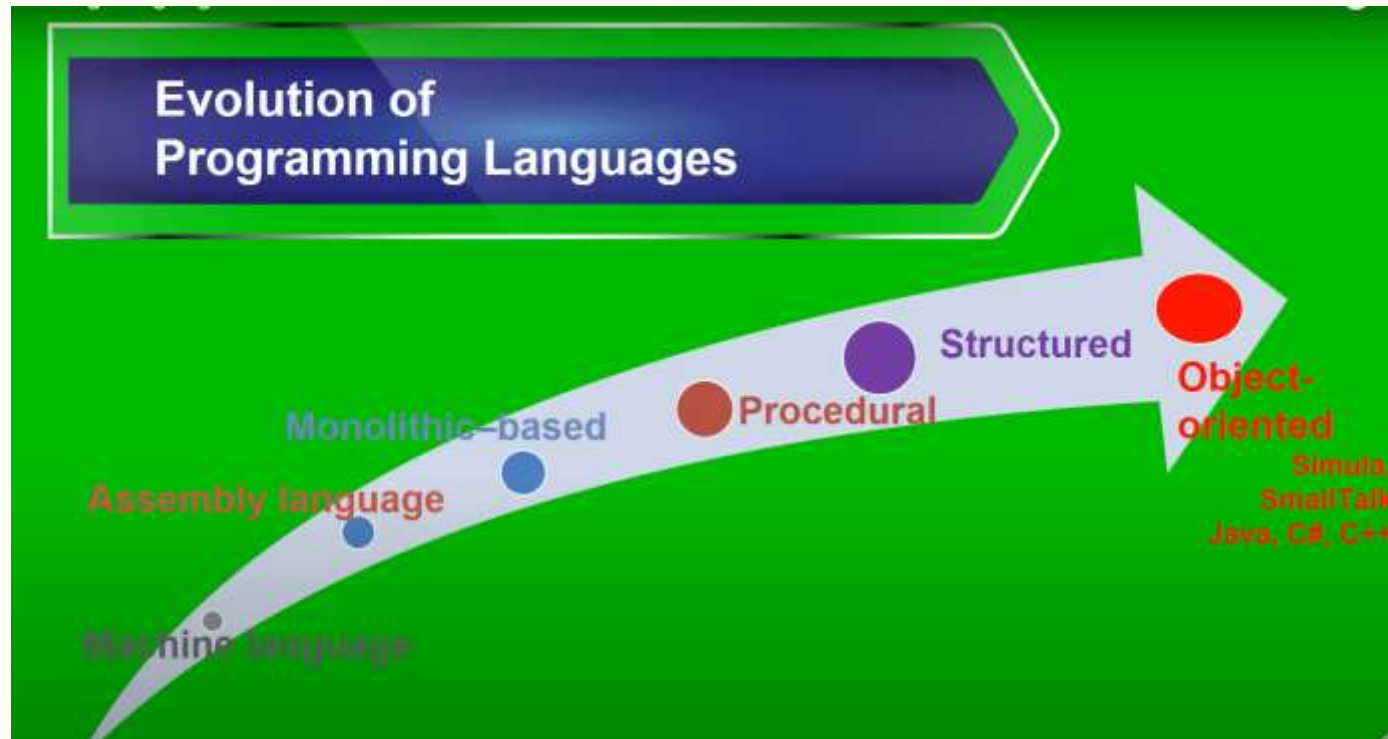 Evolution of
Programming Languages
Structured
Object-
oriented
Procedural
Monolithic–based
Simula,
SmallTalk
Java, C#, C++
Assembly language
Machine language